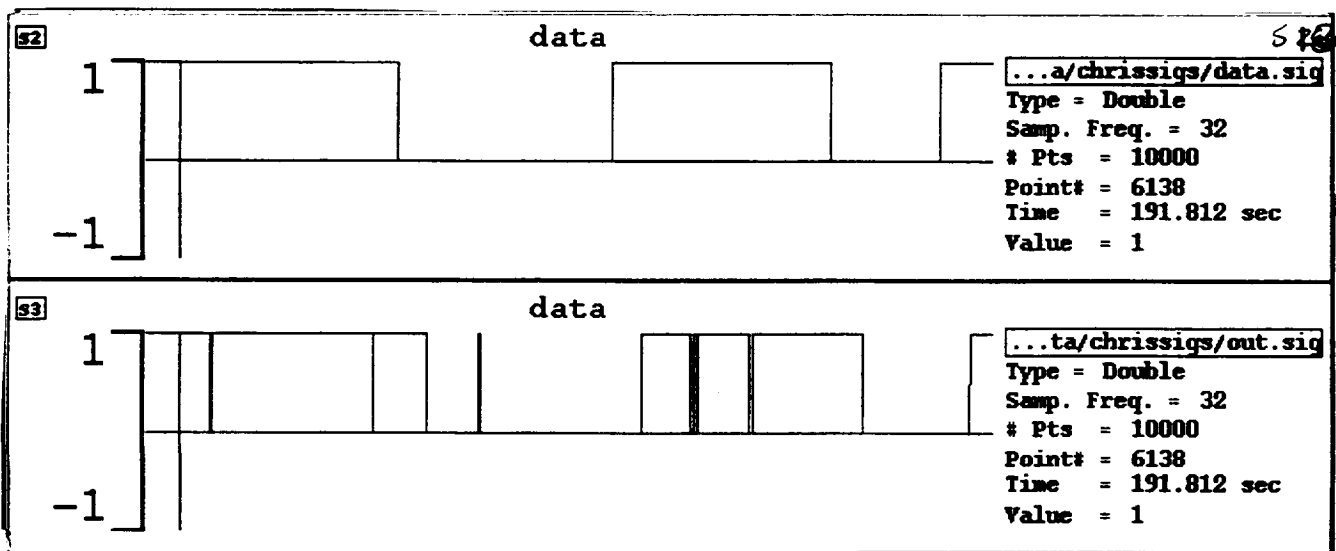 s2
data
1
-1
...a/chrissigs/data.sig
Type = Double
Samp. Freq. = 32
# Pts = 10000
Point# = 6138
Time = 191.812 sec
Value = 1
s3
data
1
-1
...ta/chrissigs/out.sig
Type = Double
Samp. Freq. = 32
# Pts = 10000
Point# = 6138
Time = 191.812 sec
Value = 1